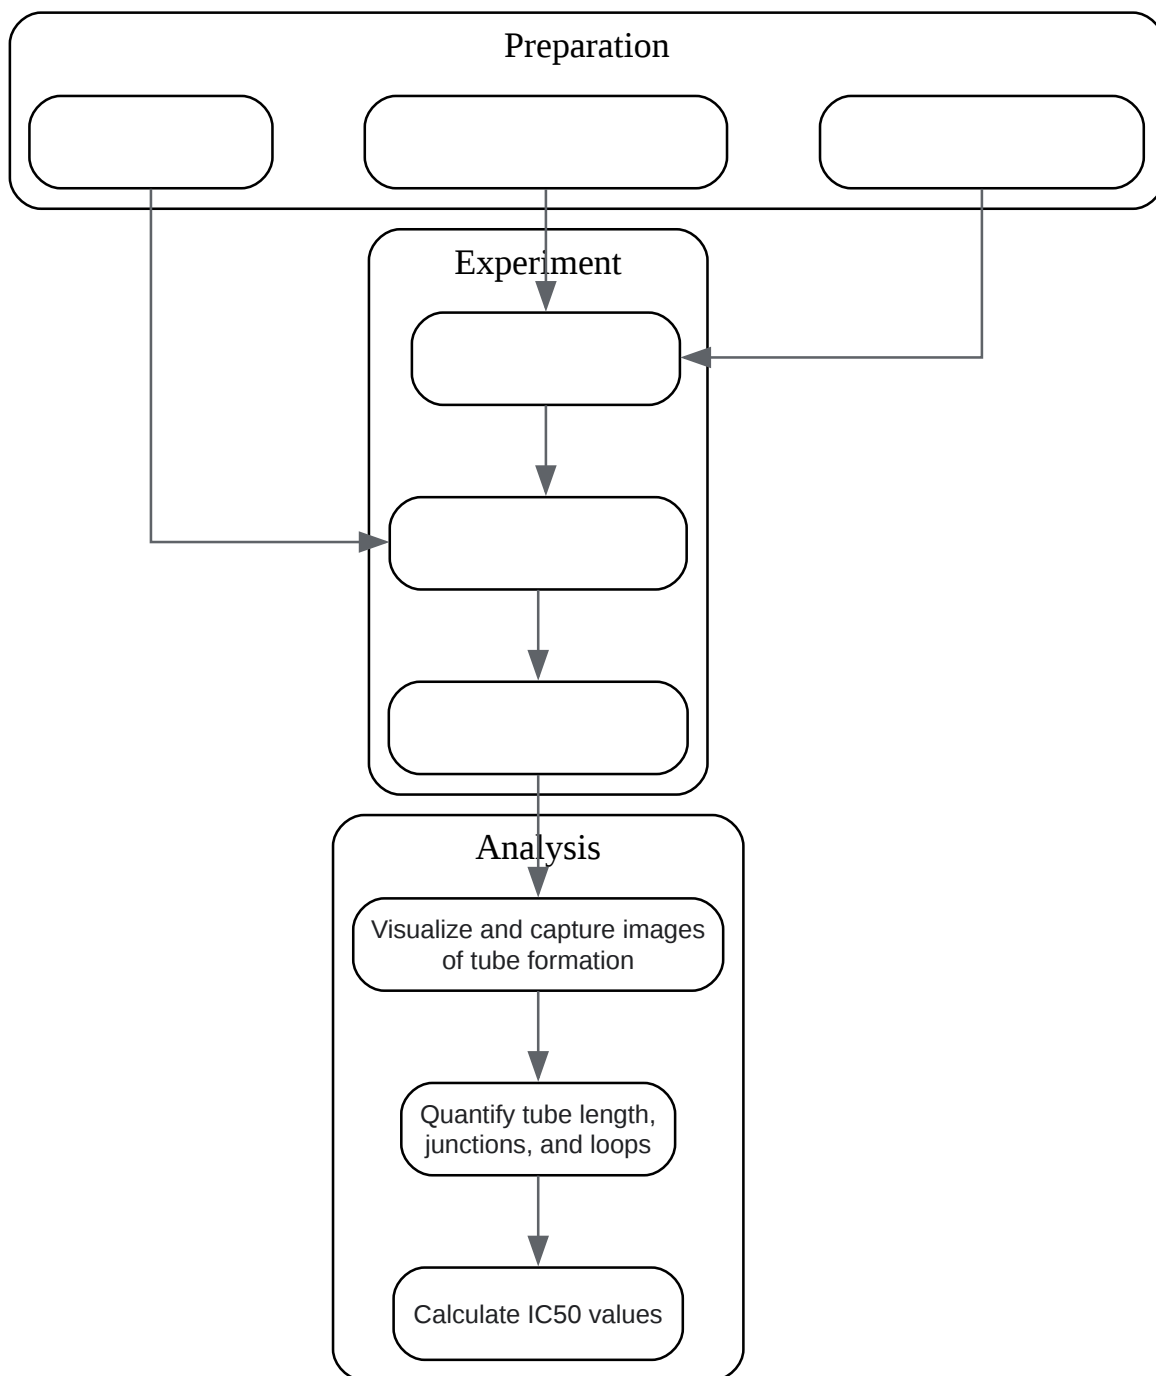 Preparation
Experiment
Analysis
Visualize and capture images
of tube formation
Quantify tube length,
junctions, and loops
Calculate IC50 values